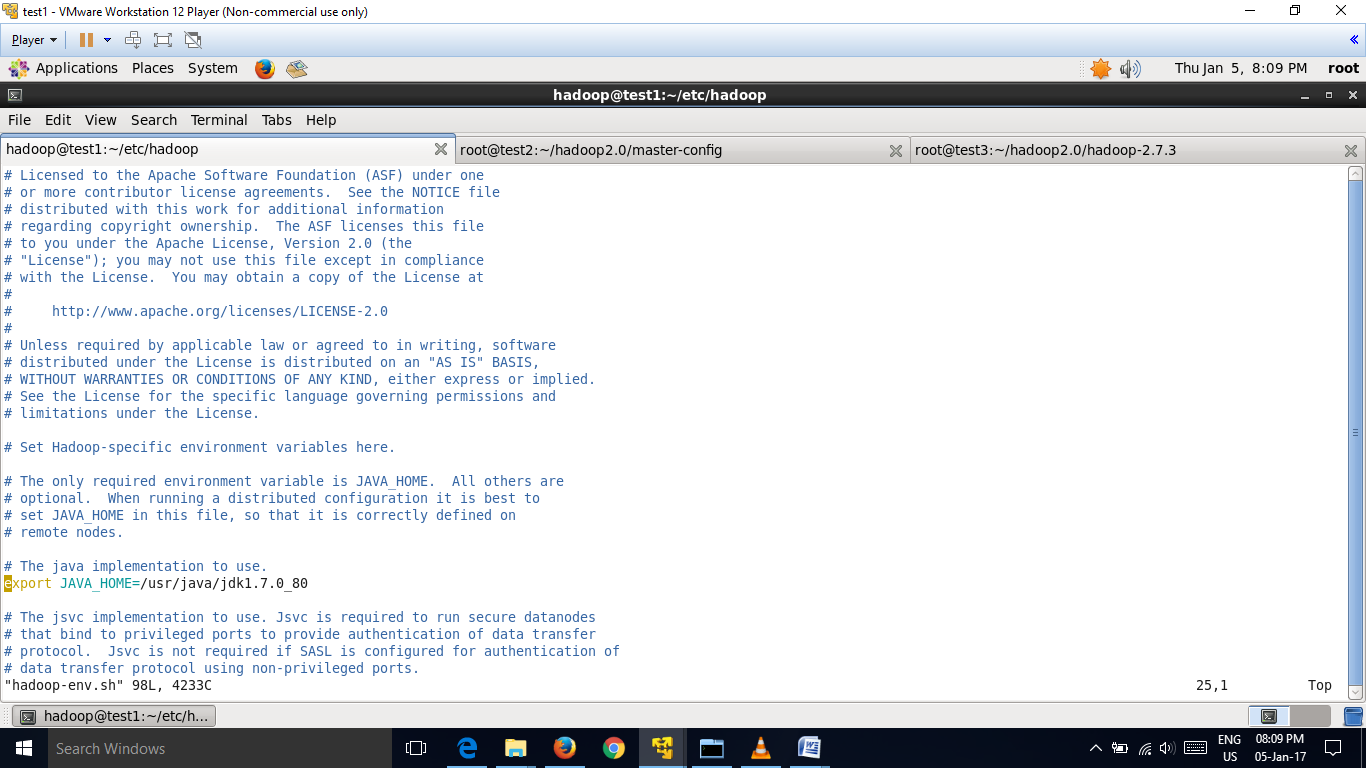 test1 - VMware Workstation 12 Player (Non-commercial use only)
Player
Applications Places System
Thu Jan 5, 8:09 PM root
hadoop@test1:~/etc/hadoop
File Edit View Search Terminal Tabs Help
hadoop@test1:~/etc/hadoop
root@test2:~/hadoop2.0/master-config
root@test3:~/hadoop2.0/hadoop-2.7.3
# Licensed to the Apache Software Foundation (ASF) under one
# or more contributor license agreements.  See the NOTICE file
# distributed with this work for additional information
# regarding copyright ownership.  The ASF licenses this file
# to you under the Apache License, Version 2.0 (the
# "License"); you may not use this file except in compliance
# with the License.  You may obtain a copy of the License at
#
#     http://www.apache.org/licenses/LICENSE-2.0
#
# Unless required by applicable law or agreed to in writing, software
# distributed under the License is distributed on an "AS IS" BASIS,
# WITHOUT WARRANTIES OR CONDITIONS OF ANY KIND, either express or implied.
# See the License for the specific language governing permissions and
# limitations under the License.
# Set Hadoop-specific environment variables here.
# The only required environment variable is JAVA_HOME.  All others are
# optional.  When running a distributed configuration it is best to
# set JAVA_HOME in this file, so that it is correctly defined on
# remote nodes.
# The java implementation to use.
export JAVA_HOME=/usr/java/jdk1.7.0_80
# The jsvc implementation to use. Jsvc is required to run secure datanodes
# that bind to privileged ports to provide authentication of data transfer
# protocol.  Jsvc is not required if SASL is configured for authentication of
# data transfer protocol using non-privileged ports.
"hadoop-env.sh" 98L, 4233C 25,1 Top
hadoop@test1:~/etc/h...
Search Windows
ENG 08:09 PM
US 05-Jan-17